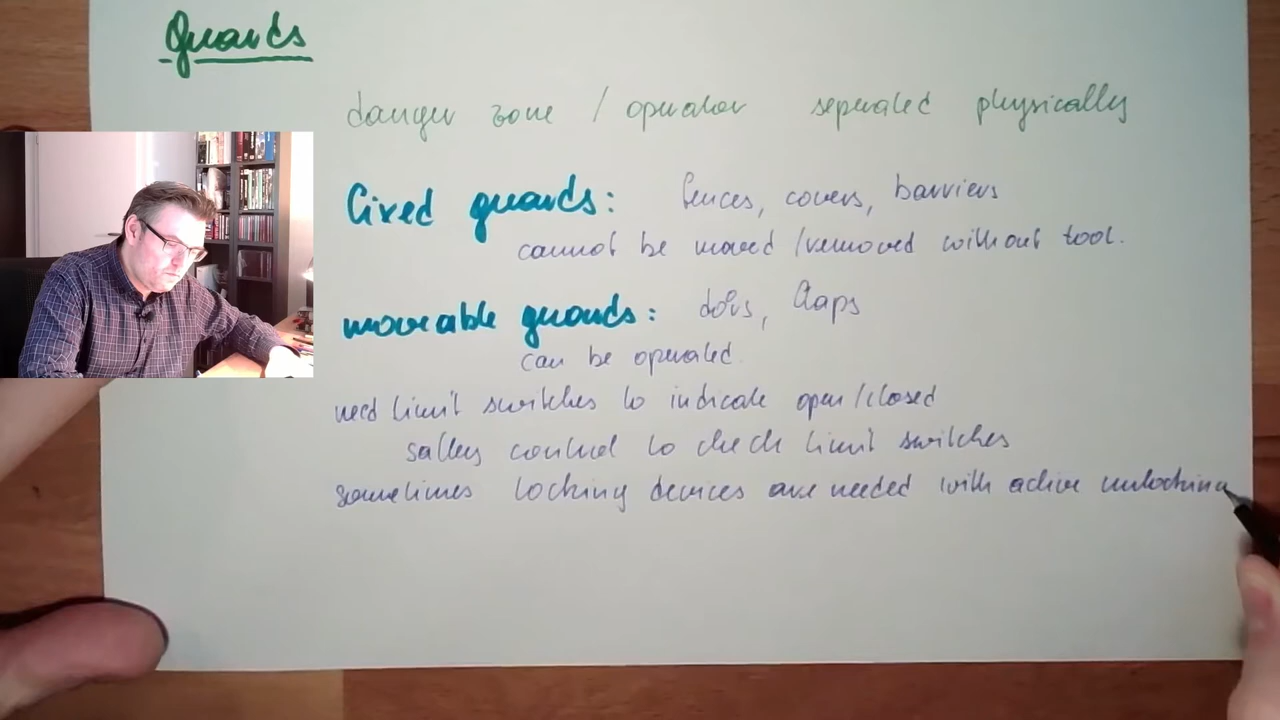 Guards
danger zone / operator seperated physically
fixed guards: fences, covers, barriers
cannot be moved /removed without tool.
moveable guards: doors, flaps
can be operated.
need limit switches to indicate open/closed
safety control to check limit switches
sometimes locking devices are needed with active unlocking